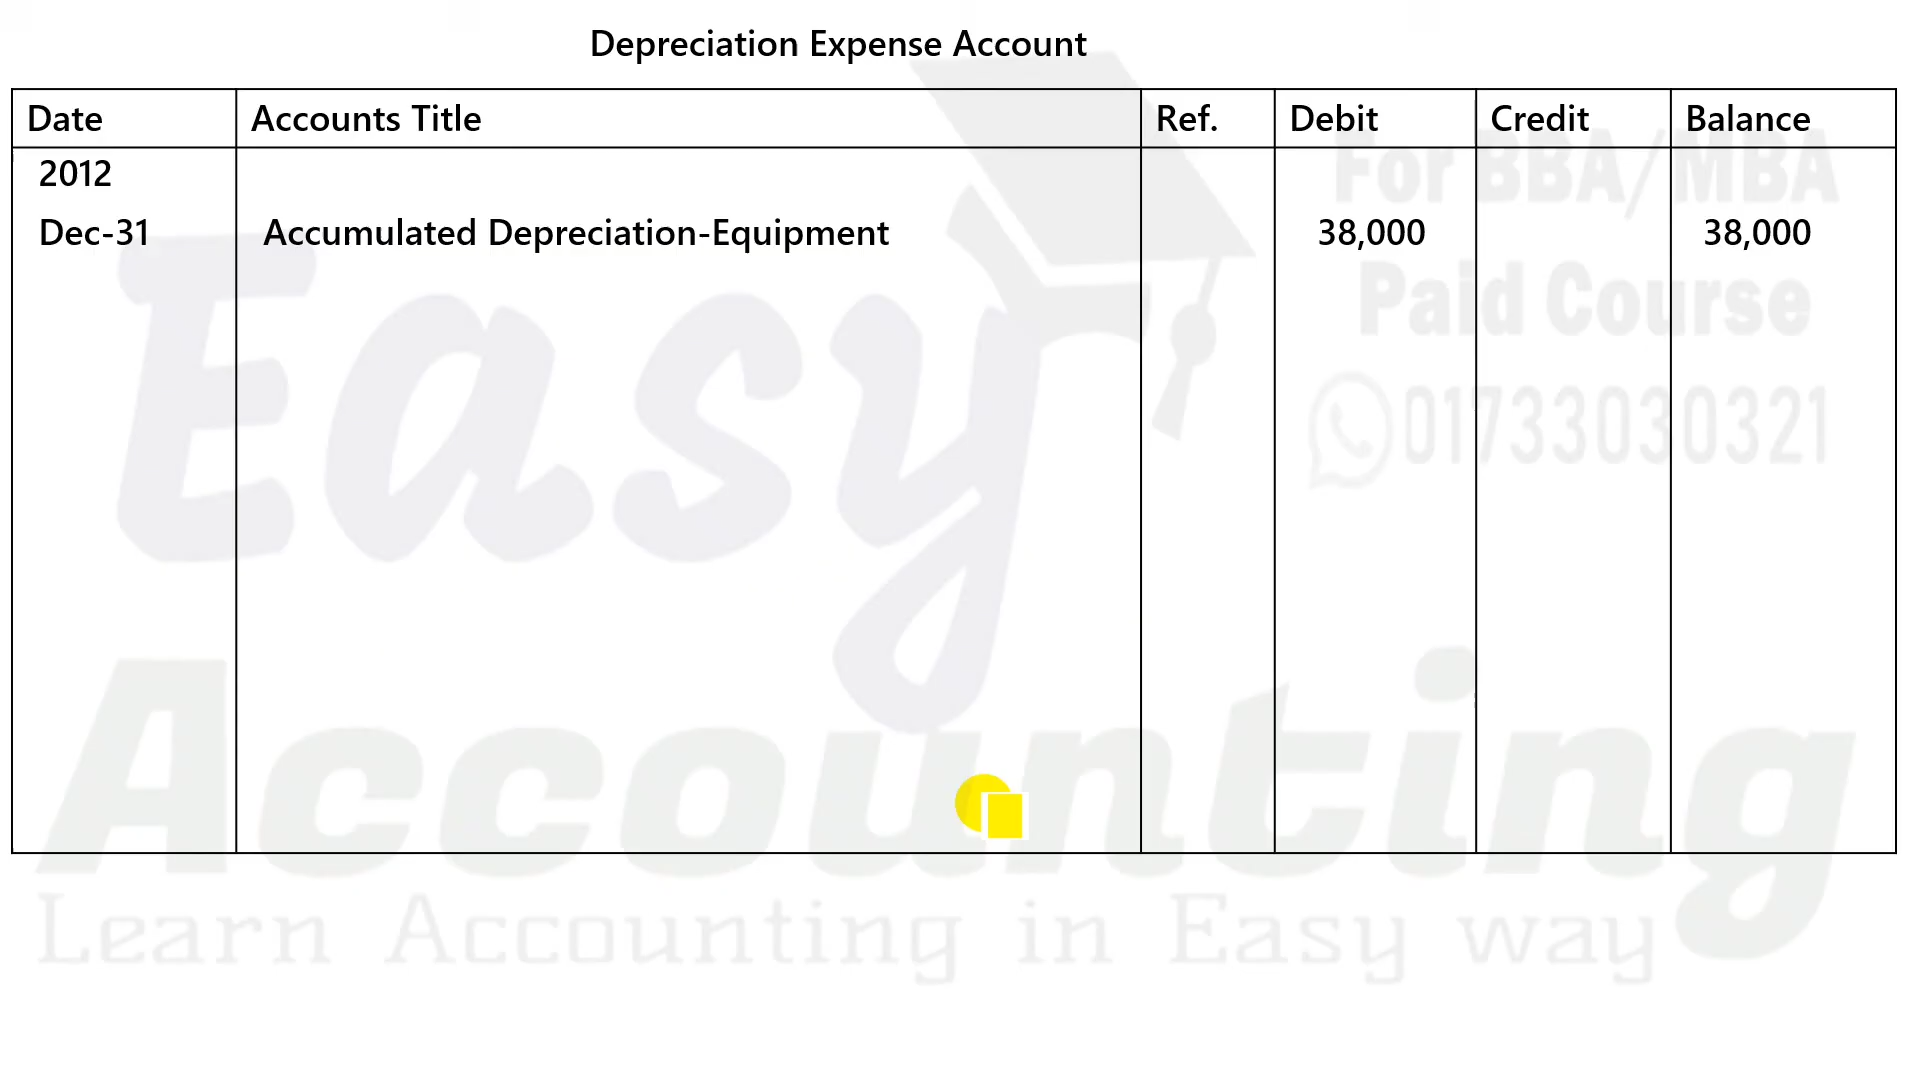 Depreciation Expense Account
Date Accounts Title Ref. Debit Credit Balance
2012
Dec-31 Accumulated Depreciation-Equipment 38,000 38,000
For BBA/MBA
Paid Course
01733030321
Easy
Accounting
Learn Accounting in Easy way